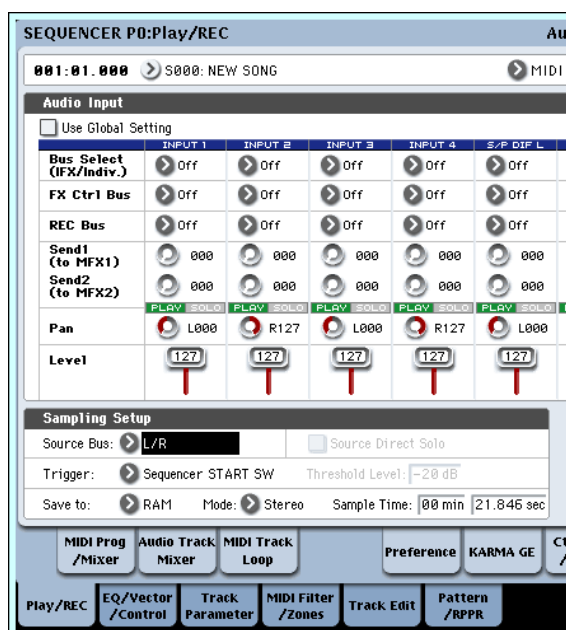 SEQUENCER P0:Play/REC Au
001:01.000 S000: NEW SONG MIDI
Audio Input
Use Global Setting
INPUT 1 INPUT 2 INPUT 3 INPUT 4 S/P DIF L
Bus Select (IFX/Indiv.) Off Off Off Off Off
FX Ctrl Bus Off Off Off Off Off
REC Bus Off Off Off Off Off
Send1 (to MFX1) 000 000 000 000 000
Send2 (to MFX2) 000 000 000 000 000
PLAY SOLO PLAY SOLO PLAY SOLO PLAY SOLO PLAY SOLO
Pan L000 R127 L000 R127 L000
Level 127 127 127 127 127
Sampling Setup
Source Bus: L/R Source Direct Solo
Trigger: Sequencer START SW Threshold Level: -20 dB
Save to: RAM Mode: Stereo Sample Time: 00 min 21.846 sec
MIDI Prog /Mixer Audio Track Mixer MIDI Track Loop Preference KARMA GE Ct /
Play/REC EQ/Vector /Control Track Parameter MIDI Filter /Zones Track Edit Pattern /RPPR